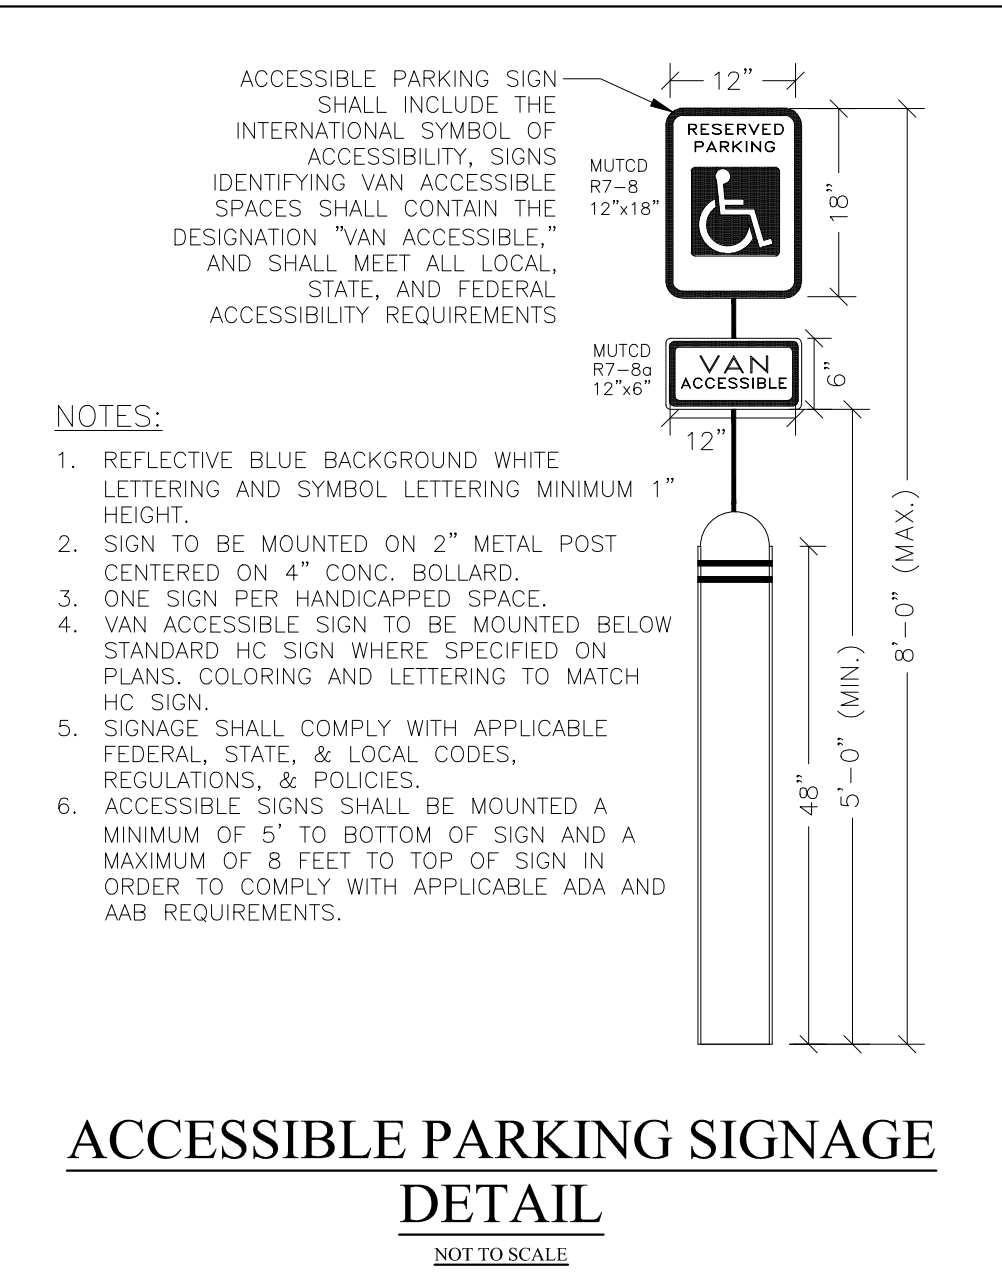 ACCESSIBLE PARKING SIGN
SHALL INCLUDE THE
INTERNATIONAL SYMBOL OF
ACCESSIBILITY, SIGNS
IDENTIFYING VAN ACCESSIBLE
SPACES SHALL CONTAIN THE
DESIGNATION "VAN ACCESSIBLE,"
AND SHALL MEET ALL LOCAL,
STATE, AND FEDERAL
ACCESSIBILITY REQUIREMENTS
12"
RESERVED
PARKING
MUTCD
R7-8
12"x18"
18"
MUTCD
R7-8a
12"x6"
VAN
ACCESSIBLE
6"
12"
8'-0" (MAX.)
5'-0" (MIN.)
48"
NOTES:
1. REFLECTIVE BLUE BACKGROUND WHITE
LETTERING AND SYMBOL LETTERING MINIMUM 1"
HEIGHT.
2. SIGN TO BE MOUNTED ON 2" METAL POST
CENTERED ON 4" CONC. BOLLARD.
3. ONE SIGN PER HANDICAPPED SPACE.
4. VAN ACCESSIBLE SIGN TO BE MOUNTED BELOW
STANDARD HC SIGN WHERE SPECIFIED ON
PLANS. COLORING AND LETTERING TO MATCH
HC SIGN.
5. SIGNAGE SHALL COMPLY WITH APPLICABLE
FEDERAL, STATE, & LOCAL CODES,
REGULATIONS, & POLICIES.
6. ACCESSIBLE SIGNS SHALL BE MOUNTED A
MINIMUM OF 5' TO BOTTOM OF SIGN AND A
MAXIMUM OF 8 FEET TO TOP OF SIGN IN
ORDER TO COMPLY WITH APPLICABLE ADA AND
AAB REQUIREMENTS.
ACCESSIBLE PARKING SIGNAGE
DETAIL
NOT TO SCALE